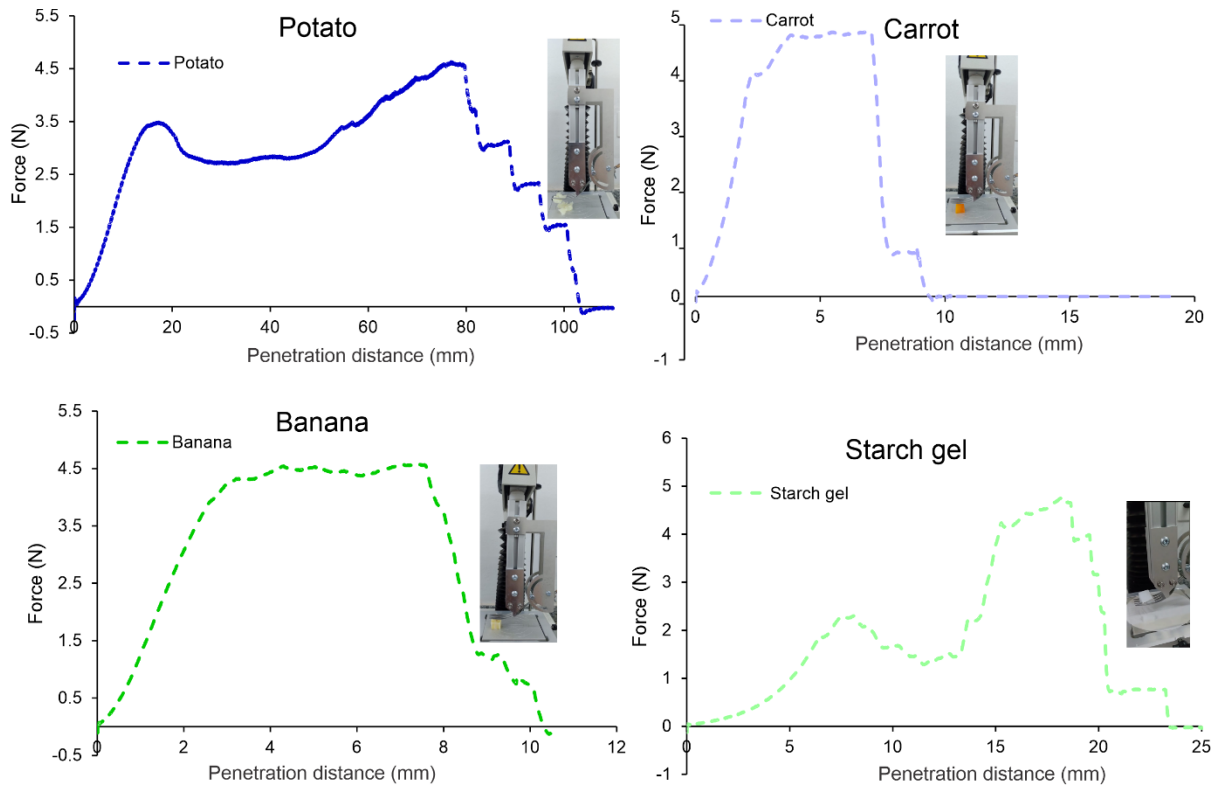 Potato
Potato
5.5
4.5
3.5
2.5
1.5
0.5
-0.5
Force (N)
0 20 40 60 80 100
Penetration distance (mm)
Carrot
Carrot
5
4
3
2
1
0
-1
Force (N)
0 5 10 15 20
Penetration distance (mm)
Banana
Banana
5.5
4.5
3.5
2.5
1.5
0.5
-0.5
Force (N)
0 2 4 6 8 10 12
Penetration distance (mm)
Starch gel
Starch gel
6
5
4
3
2
1
0
-1
Force (N)
0 5 10 15 20 25
Penetration distance (mm)